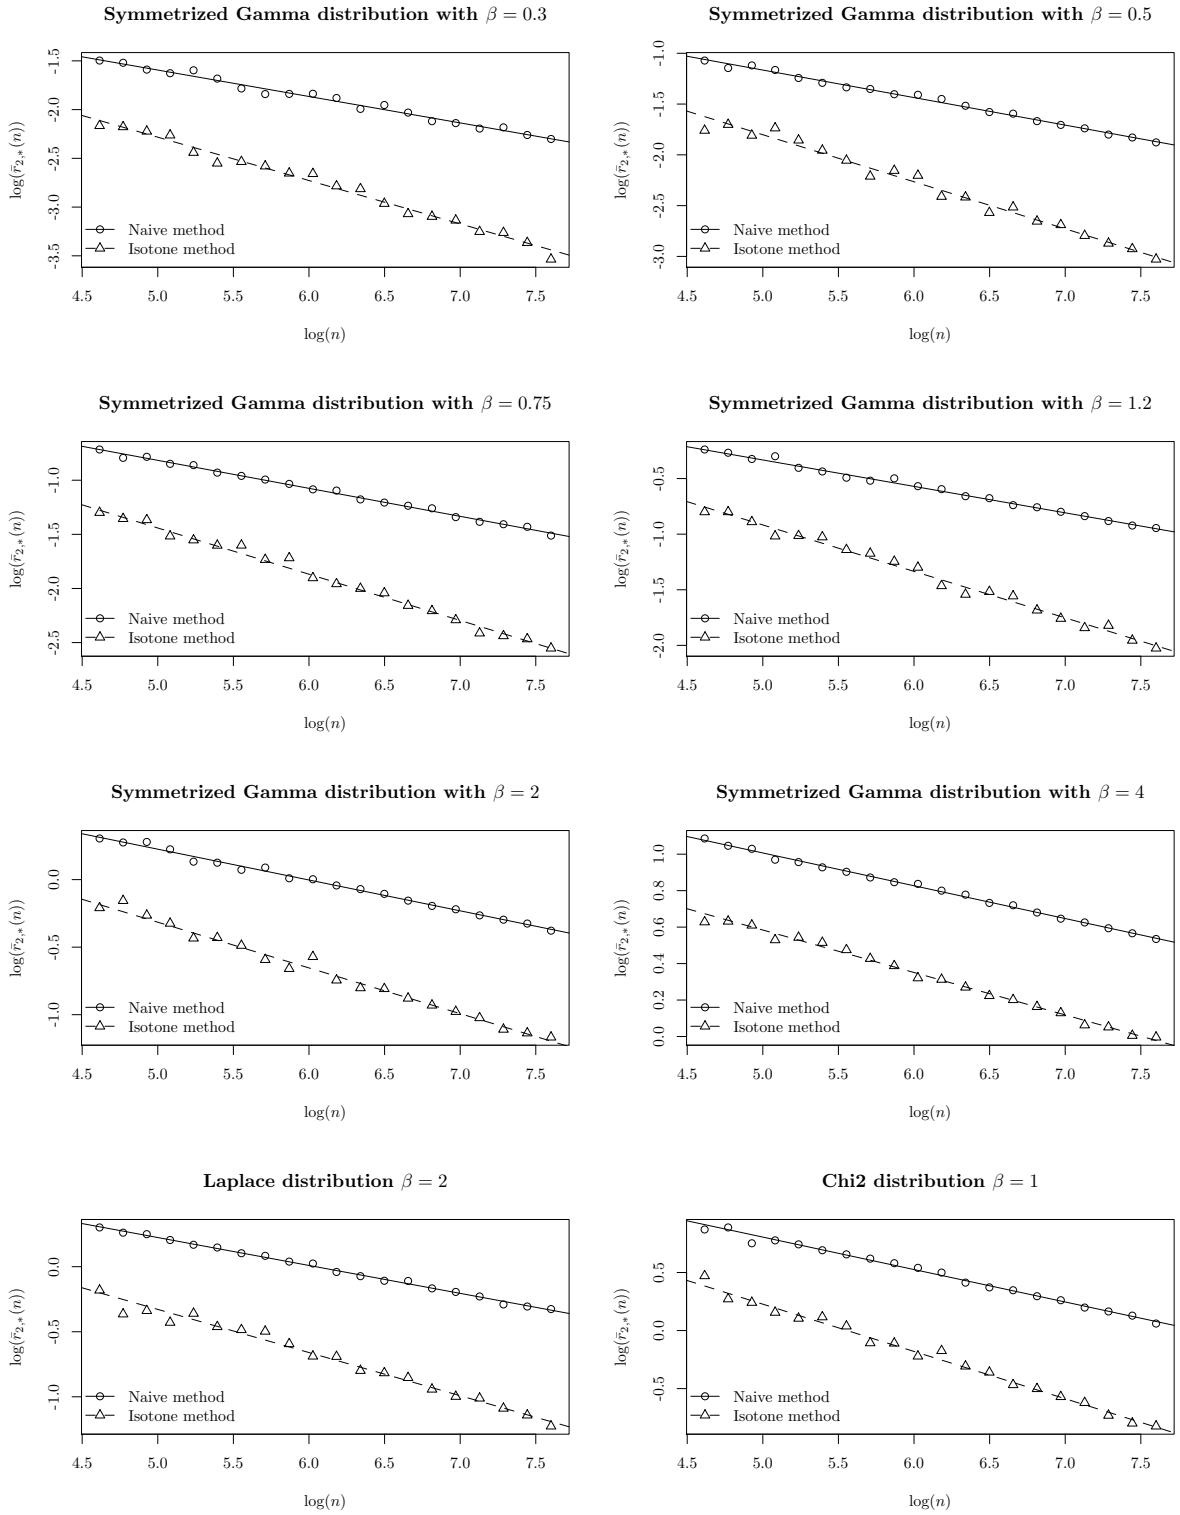 Symmetrized Gamma distribution with β = 0.3
log(r̄₂,*(n))
-1.5
-2.0
-2.5
-3.0
-3.5
Naive method
Isotone method
4.5 5.0 5.5 6.0 6.5 7.0 7.5
log(n)
Symmetrized Gamma distribution with β = 0.5
log(r̄₂,*(n))
-1.0
-1.5
-2.0
-2.5
-3.0
Naive method
Isotone method
4.5 5.0 5.5 6.0 6.5 7.0 7.5
log(n)
Symmetrized Gamma distribution with β = 0.75
log(r̄₂,*(n))
-1.0
-1.5
-2.0
-2.5
Naive method
Isotone method
4.5 5.0 5.5 6.0 6.5 7.0 7.5
log(n)
Symmetrized Gamma distribution with β = 1.2
log(r̄₂,*(n))
-0.5
-1.0
-1.5
-2.0
Naive method
Isotone method
4.5 5.0 5.5 6.0 6.5 7.0 7.5
log(n)
Symmetrized Gamma distribution with β = 2
log(r̄₂,*(n))
0.0
-0.5
-1.0
Naive method
Isotone method
4.5 5.0 5.5 6.0 6.5 7.0 7.5
log(n)
Symmetrized Gamma distribution with β = 4
log(r̄₂,*(n))
1.0
0.8
0.6
0.4
0.2
0.0
Naive method
Isotone method
4.5 5.0 5.5 6.0 6.5 7.0 7.5
log(n)
Laplace distribution β = 2
log(r̄₂,*(n))
0.0
-0.5
-1.0
Naive method
Isotone method
4.5 5.0 5.5 6.0 6.5 7.0 7.5
log(n)
Chi2 distribution β = 1
log(r̄₂,*(n))
0.5
0.0
-0.5
Naive method
Isotone method
4.5 5.0 5.5 6.0 6.5 7.0 7.5
log(n)